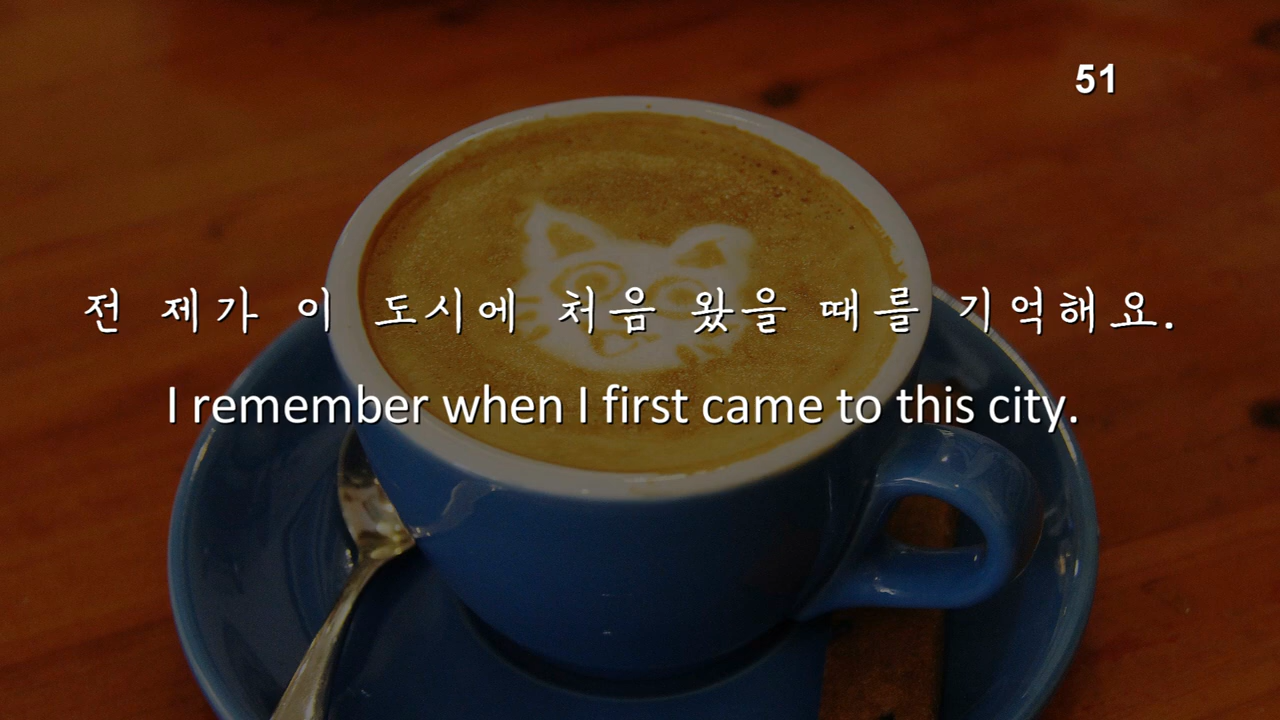 51
전 제가 이 도시에 처음 왔을 때를 기억해요.
I remember when I first came to this city.